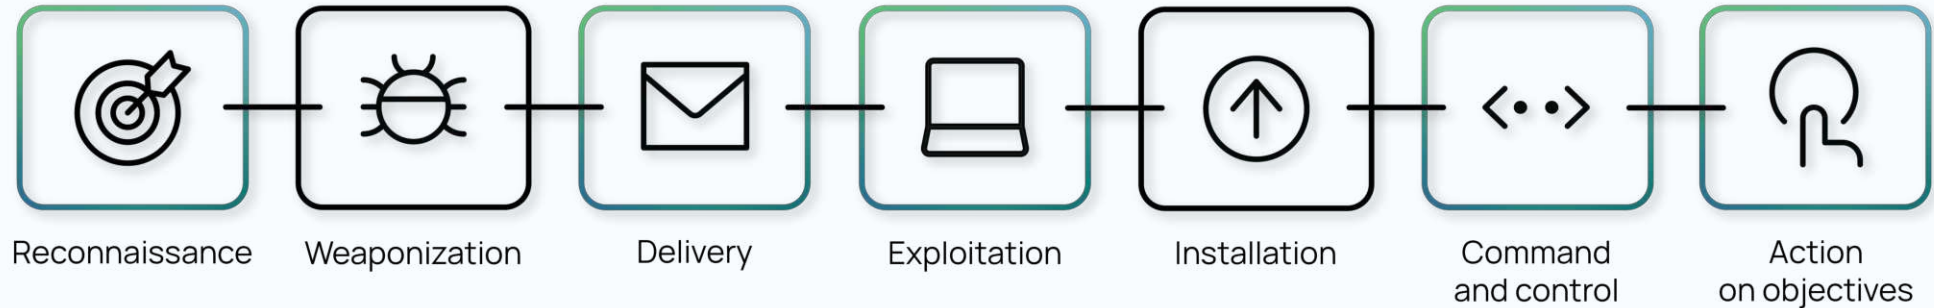 Reconnaissance
Weaponization
Delivery
Exploitation
Installation
Command
and control
Action
on objectives